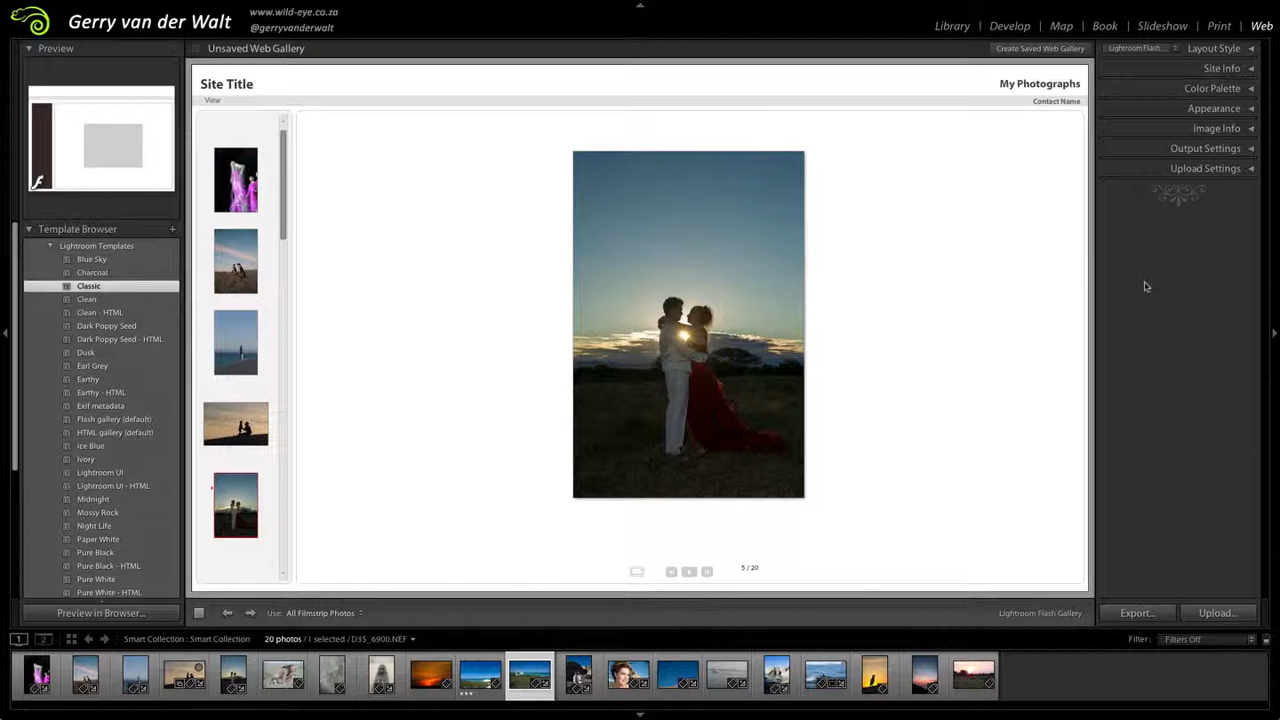 Gerry van der Walt
www.wild-eye.co.za
@gerryvanderwalt
Library | Develop | Map | Book | Slideshow | Print | Web
Preview
Unsaved Web Gallery
Create Saved Web Gallery
Lightroom Flash...
Layout Style
Site Info
Color Palette
Appearance
Image Info
Output Settings
Upload Settings
Site Title
My Photographs
View
Contact Name
5 / 20
Template Browser
Lightroom Templates
Blue Sky
Charcoal
Classic
Clean
Clean - HTML
Dark Poppy Seed
Dark Poppy Seed - HTML
Dusk
Earl Grey
Earthy
Earthy - HTML
Exif metadata
Flash gallery (default)
HTML gallery (default)
Ice Blue
Ivory
Lightroom UI
Lightroom UI - HTML
Midnight
Mossy Rock
Night Life
Paper White
Pure Black
Pure Black - HTML
Pure White
Pure White - HTML
Preview in Browser...
Use: All Filmstrip Photos
Lightroom Flash Gallery
Export...
Upload...
1 2
Smart Collection : Smart Collection
20 photos / 1 selected / D3S_6900.NEF
Filter : Filters Off